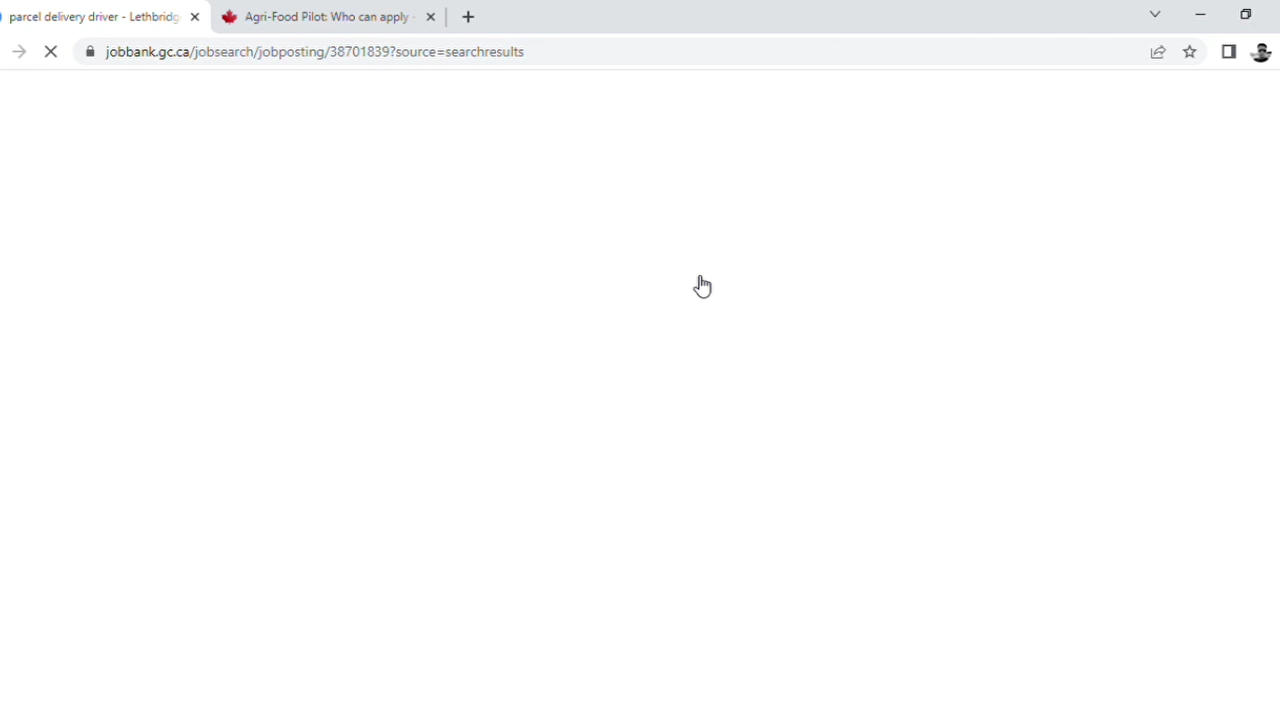 parcel delivery driver - Lethbridg
Agri-Food Pilot: Who can apply
jobbank.gc.ca/jobsearch/jobposting/38701839?source=searchresults